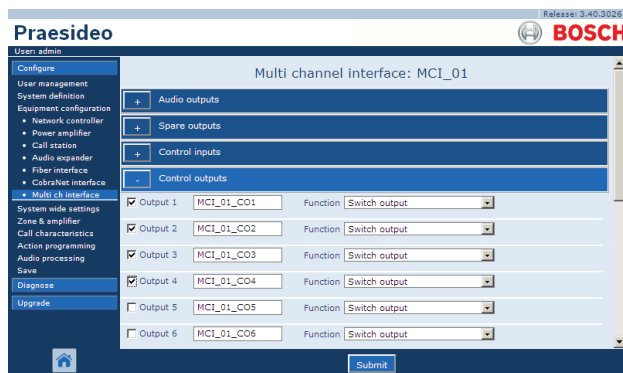 Release: 3.40.3026
Praesideo
BOSCH
User: admin
Configure
User management
System definition
Equipment configuration
• Network controller
• Power amplifier
• Call station
• Audio expander
• Fiber interface
• CobraNet interface
• Multi ch interface
System wide settings
Zone & amplifier
Call characteristics
Action programming
Audio processing
Save
Diagnose
Upgrade
Multi channel interface: MCI_01
+ Audio outputs
+ Spare outputs
+ Control inputs
- Control outputs
Output 1 MCI_01_CO1 Function Switch output
Output 2 MCI_01_CO2 Function Switch output
Output 3 MCI_01_CO3 Function Switch output
Output 4 MCI_01_CO4 Function Switch output
Output 5 MCI_01_CO5 Function Switch output
Output 6 MCI_01_CO6 Function Switch output
Submit